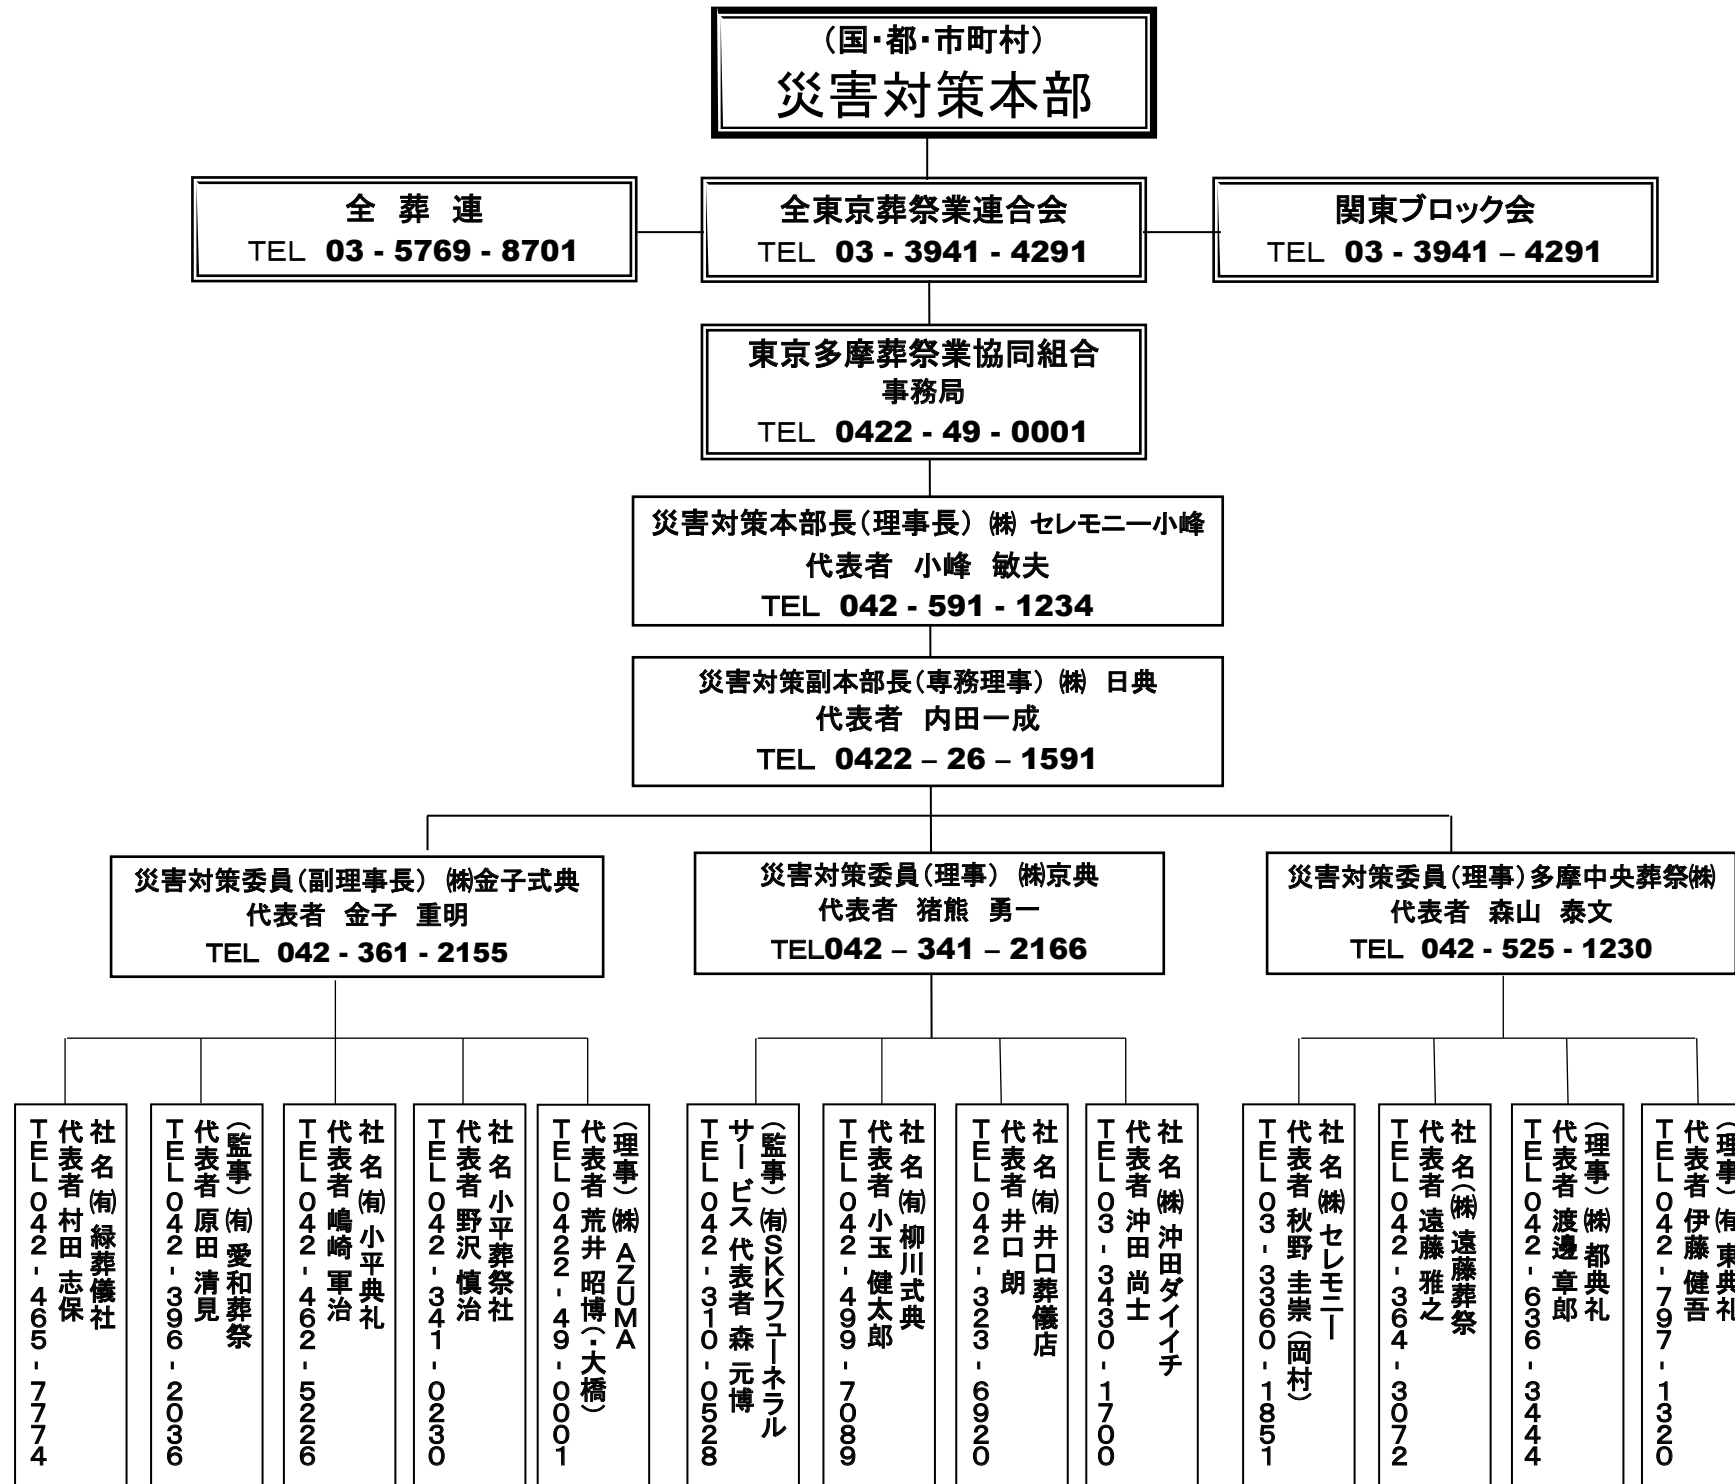 （国・都・市町村）
災害対策本部
全 葬 連
TEL 03 - 5769 - 8701
全東京葬祭業連合会
TEL 03 - 3941 - 4291
関東ブロック会
TEL 03 - 3941 – 4291
東京多摩葬祭業協同組合
事務局
TEL 0422 - 49 - 0001
災害対策本部長（理事長） ㈱ セレモニー小峰
代表者 小峰 敏夫
TEL 042 - 591 - 1234
災害対策副本部長（専務理事） ㈱ 日典
代表者 内田一成
TEL 0422 – 26 – 1591
災害対策委員（副理事長） ㈱金子式典
代表者 金子 重明
TEL 042 - 361 - 2155
災害対策委員（理事） ㈱京典
代表者 猪熊 勇一
TEL042 – 341 – 2166
災害対策委員（理事）多摩中央葬祭㈱
代表者 森山 泰文
TEL 042 - 525 - 1230
社 名 ㈲ 緑葬儀社
代表者 村田 志保
TEL 042 - 465 - 7774
（監事）㈲ 愛和葬祭
代表者 原田 清見
TEL 042 - 396 - 2036
社 名 ㈲ 小平典礼
代表者 嶋崎 軍治
TEL 042 - 462 - 5226
社 名 小平葬祭社
代表者 野沢 慎治
TEL 042 - 341 - 0230
（理事）㈱ AZUMA
代表者 荒井 昭博（・大橋）
TEL 0422 - 49 - 0001
（監事）㈲SKKフューネラル
サービス 代表者 森 元博
TEL 042 - 310 - 0528
社 名 ㈲ 柳川式典
代表者 小玉 健太郎
TEL 042 - 499 - 7089
社 名 ㈲ 井口葬儀店
代表者 井口 朗
TEL 042 - 323 - 6920
社 名 ㈱ 沖田ダイイチ
代表者 沖田 尚士
TEL 03 - 3430 - 1700
社 名 ㈱ セレモニー
代表者 秋野 圭崇（岡村）
TEL 03 - 3360 - 1851
社 名（㈱ 遠藤葬祭
代表者 遠藤 雅之
TEL 042 - 364 - 3072
（理事）㈱ 都典礼
代表者 渡邊 章郎
TEL 042 - 636 - 3444
（理事）㈲ 東典礼
代表者 伊藤 健吾
TEL 042 - 797 - 1320